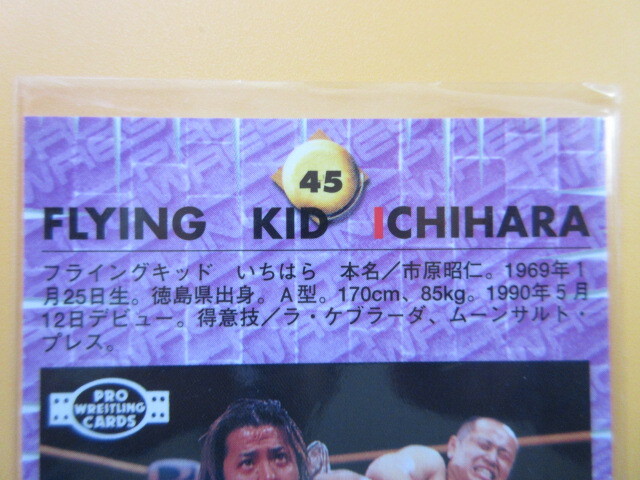 45
FLYING KID ICHIHARA
フライングキッド いちはら 本名／市原昭仁。1969年1
月25日生。徳島県出身。A型。170cm、85kg。1990年5月
12日デビュー。得意技／ラ・ケブラーダ、ムーンサルト・
プレス。
PRO
WRESTLING
CARDS